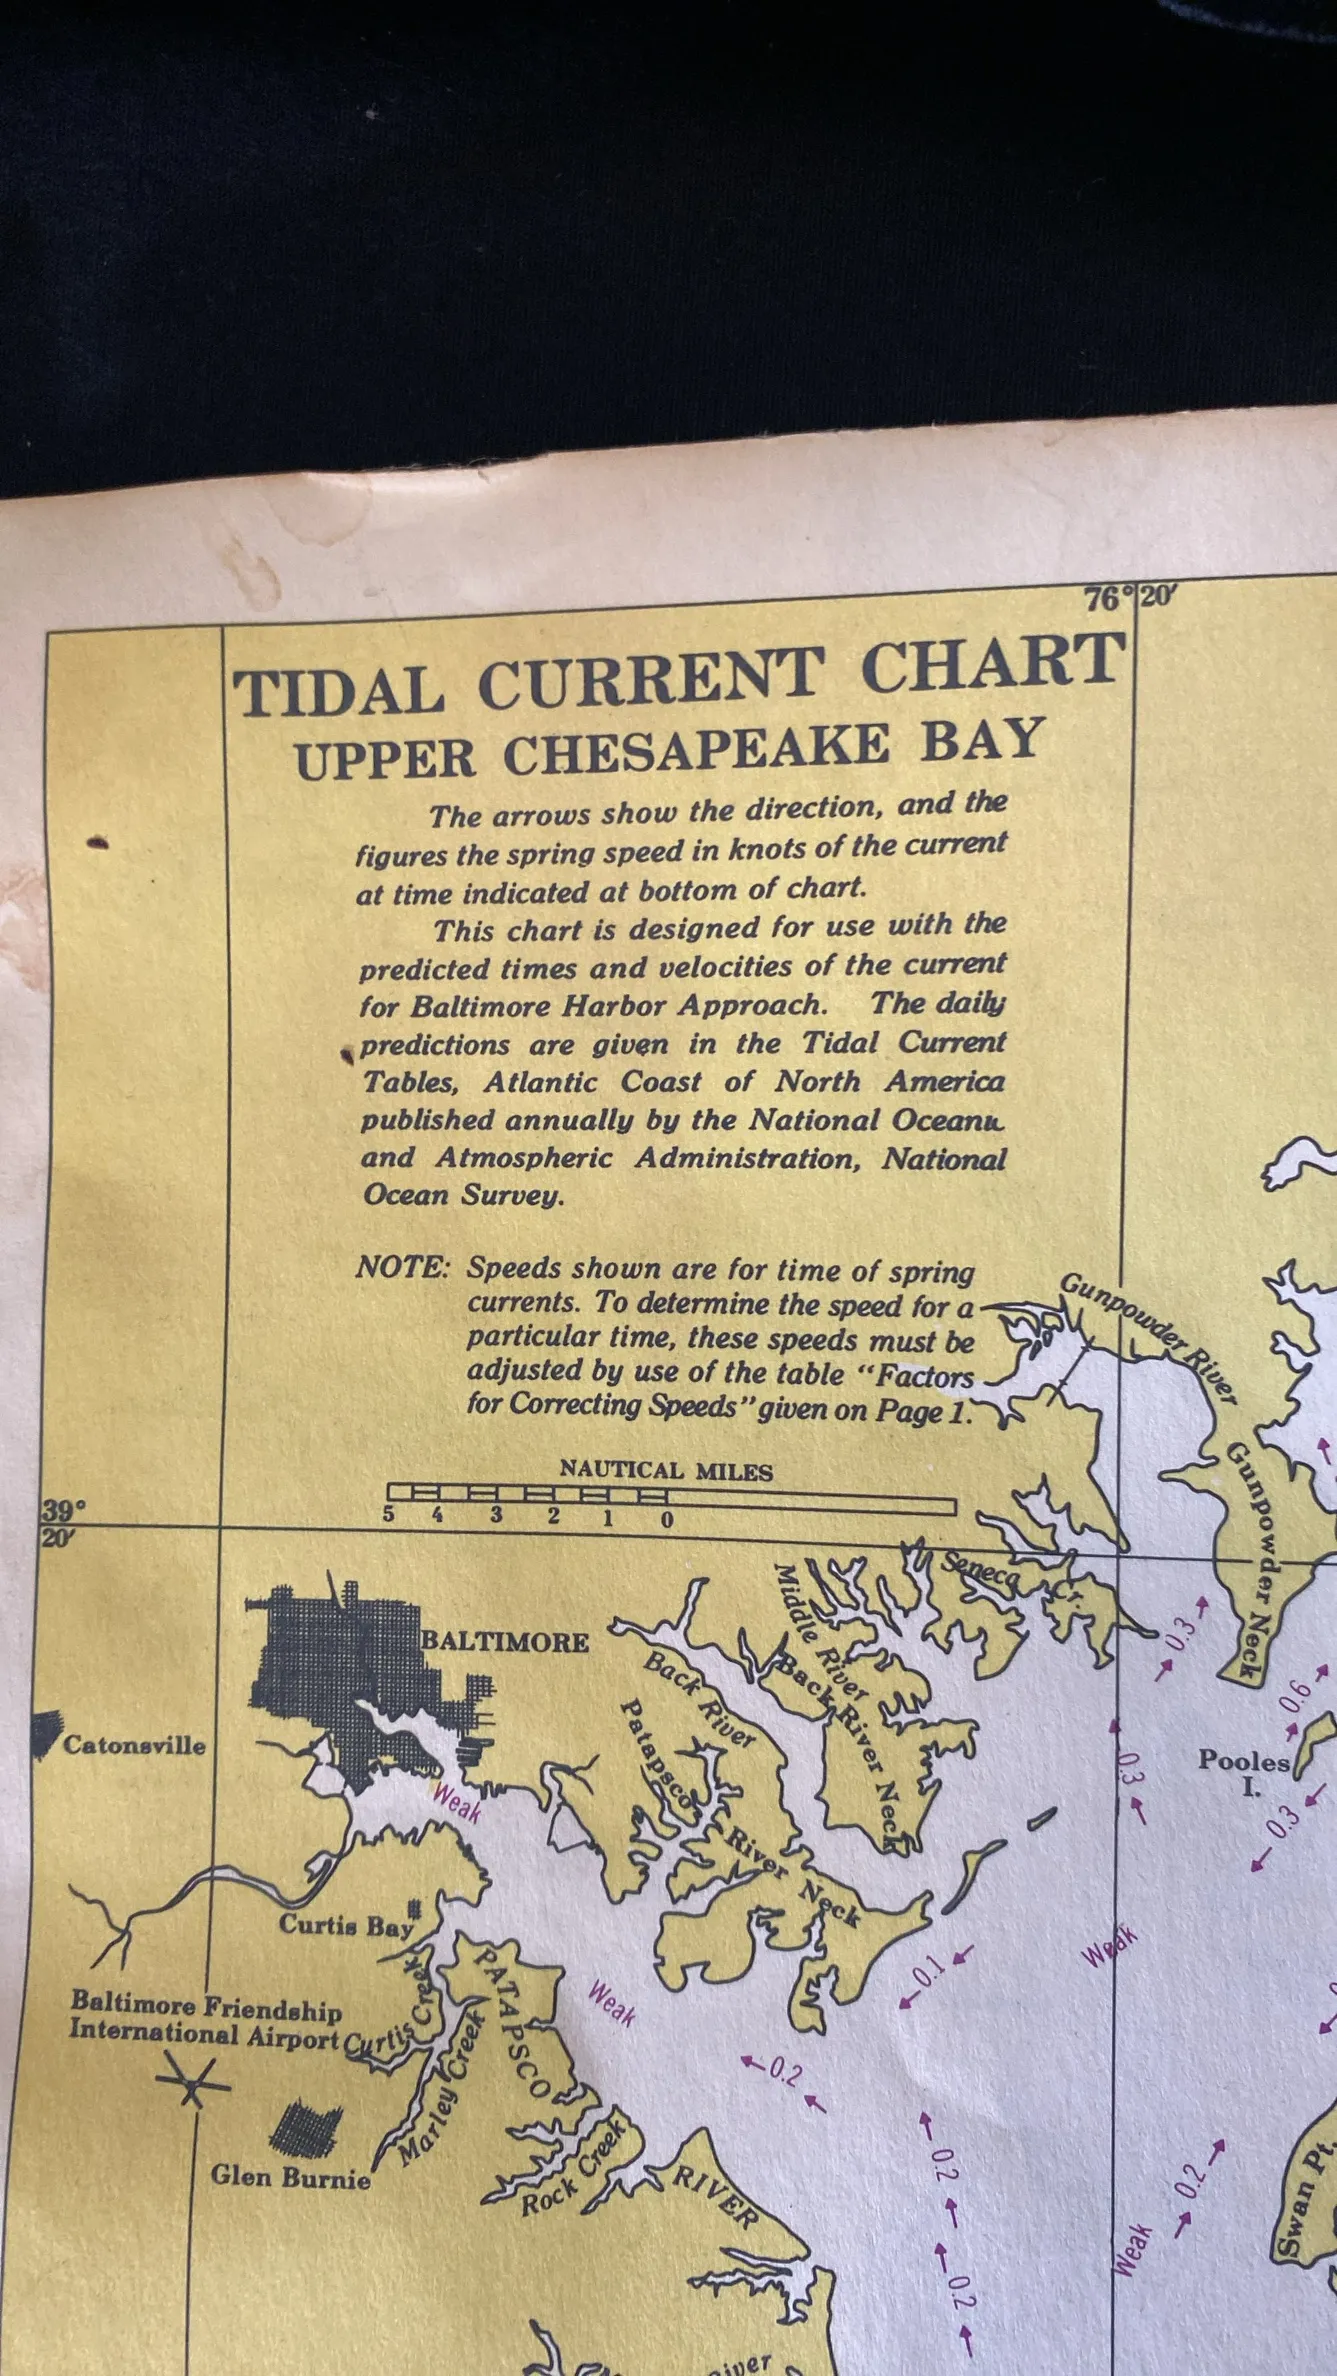 76° 20′
TIDAL CURRENT CHART
UPPER CHESAPEAKE BAY
The arrows show the direction, and the
figures the spring speed in knots of the current
at time indicated at bottom of chart.
This chart is designed for use with the
predicted times and velocities of the current
for Baltimore Harbor Approach. The daily
predictions are given in the Tidal Current
Tables, Atlantic Coast of North America
published annually by the National Oceanic
and Atmospheric Administration, National
Ocean Survey.
NOTE: Speeds shown are for time of spring
currents. To determine the speed for a
particular time, these speeds must be
adjusted by use of the table "Factors
for Correcting Speeds" given on Page 1.
Gunpowder River
NAUTICAL MILES
5 4 3 2 1 0
39°
20′
Gunpowder Neck
Seneca Cr.
Middle River
BALTIMORE
Back River
Back River Neck
0.3
0.6
Catonsville
Patapsco River Neck
Weak
0.3
Pooles
I.
0.3
Curtis Bay
Weak
0.1
Weak
PATAPSCO RIVER
Baltimore Friendship
International Airport
Curtis Creek
Marley Creek
0.2
Rock Creek
Glen Burnie
0.2
0.2
Weak
Swan Pt.
0.2
River